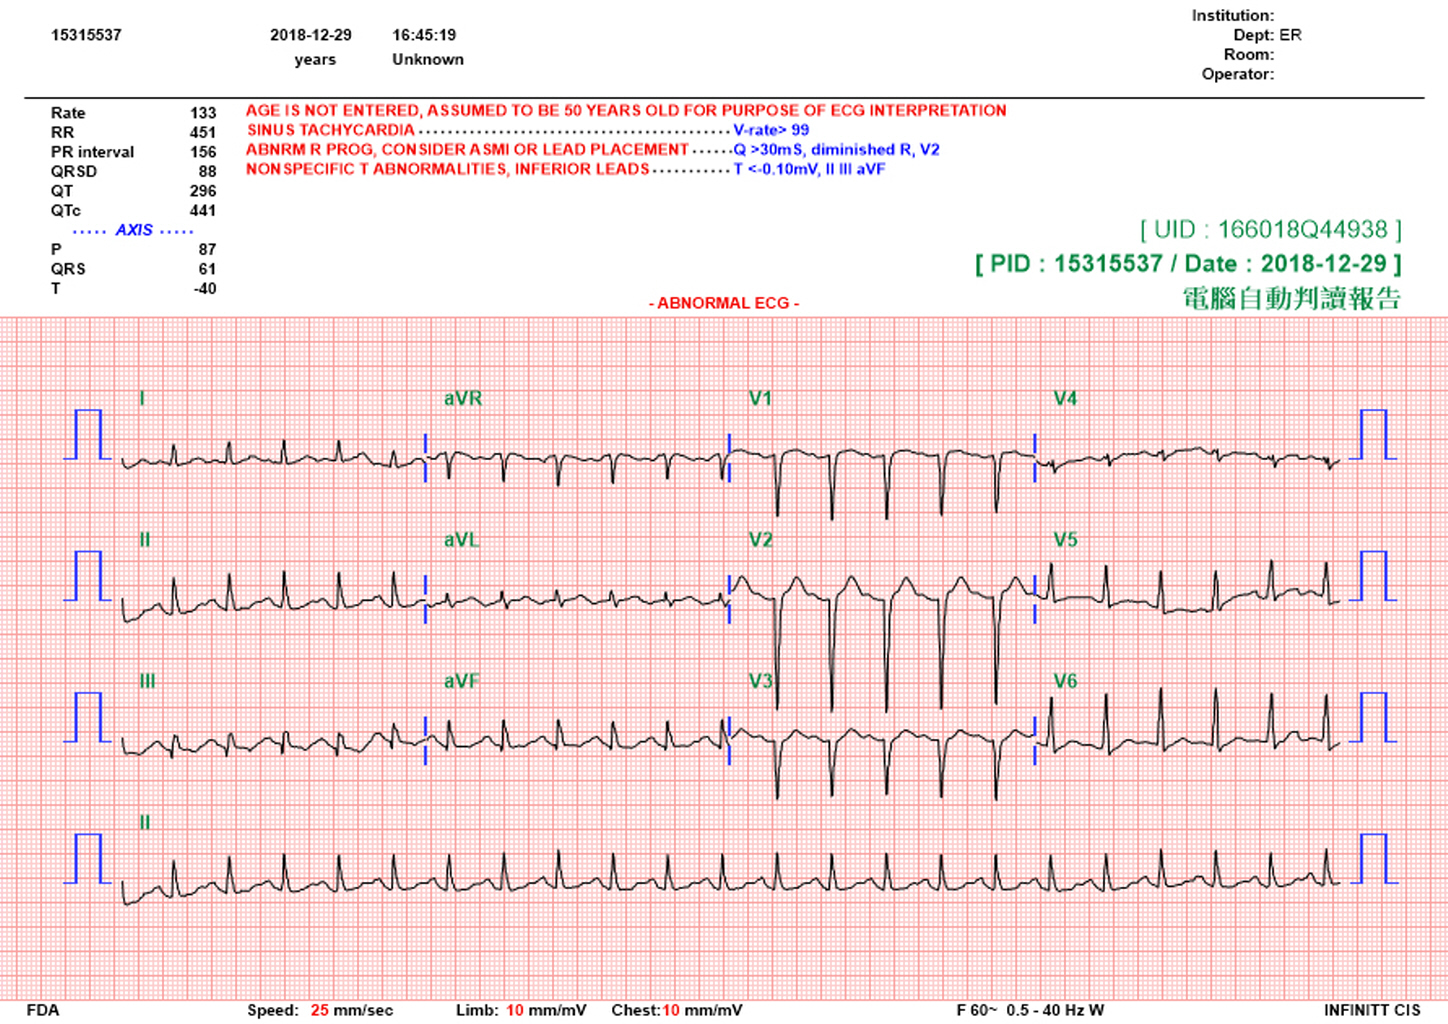 15315537 2018-12-29 16:45:19
years Unknown
Institution:
Dept: ER
Room:
Operator:
Rate 133
RR 451
PR interval 156
QRSD 88
QT 296
QTc 441
····· AXIS ·····
P 87
QRS 61
T -40
AGE IS NOT ENTERED, ASSUMED TO BE 50 YEARS OLD FOR PURPOSE OF ECG INTERPRETATION
SINUS TACHYCARDIA.......................................V-rate> 99
ABNRM R PROG, CONSIDER ASMI OR LEAD PLACEMENT......Q >30mS, diminished R, V2
NONSPECIFIC T ABNORMALITIES, INFERIOR LEADS...........T <-0.10mV, II III aVF
[ UID : 166018Q44938 ]
[ PID : 15315537 / Date : 2018-12-29 ]
電腦自動判讀報告
- ABNORMAL ECG -
I aVR V1 V4
II aVL V2 V5
III aVF V3 V6
II
FDA Speed: 25 mm/sec Limb: 10 mm/mV Chest:10 mm/mV F 60~ 0.5 - 40 Hz W INFINITT CIS